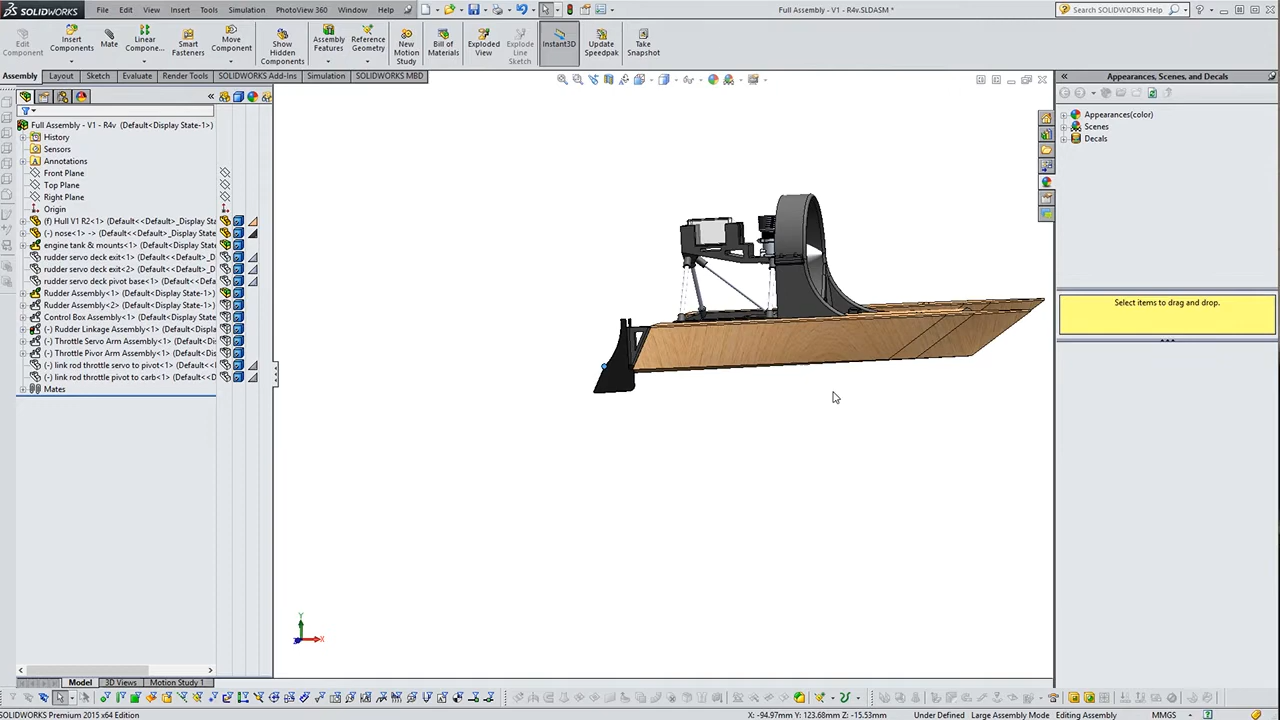 SOLIDWORKS File Edit View Insert Tools Simulation PhotoView 360 Window Help Full Assembly - V1 - R4v.SLDASM * Search SOLIDWORKS Help
Edit Component
Insert Components
Mate
Linear Compone...
Smart Fasteners
Move Component
Show Hidden Components
Assembly Features
Reference Geometry
New Motion Study
Bill of Materials
Exploded View
Explode Line Sketch
Instant3D
Update Speedpak
Take Snapshot
Assembly Layout Sketch Evaluate Render Tools SOLIDWORKS Add-Ins Simulation SOLIDWORKS MBD
Appearances, Scenes, and Decals
Full Assembly - V1 - R4v (Default<Display State-1>)
History
Sensors
Annotations
Front Plane
Top Plane
Right Plane
Origin
(f) Hull V1 R2<1> (Default<<Default>_Display Sta
(-) nose<1> -> (Default<<Default>_Display State
engine tank & mounts<1> (Default<Display State
rudder servo deck exit<1> (Default<<Default>_D
rudder servo deck exit<2> (Default<<Default>_D
rudder servo deck pivot base<1> (Default<<Defa
Rudder Assembly<1> (Default<Display State-1>)
Rudder Assembly<2> (Default<Display State-1>)
Control Box Assembly<1> (Default<Display State
(-) Rudder Linkage Assembly<1> (Default<Displa
(-) Throttle Servo Assembly<1> (Default<Display
(-) Throttle Pivor Arm Assembly<1> (Default<Dis
(-) link rod throttle servo to pivot<1> (Default<<
(-) link rod throttle pivot to carb<1> (Default<<D
Mates
Appearances(color)
Scenes
Decals
Select items to drag and drop.
Y
X
Z
Model 3D Views Motion Study 1
SOLIDWORKS Premium 2015 x64 Edition X: -94.97mm Y: 123.68mm Z: -15.53mm Under Defined Large Assembly Mode Editing Assembly MMGS